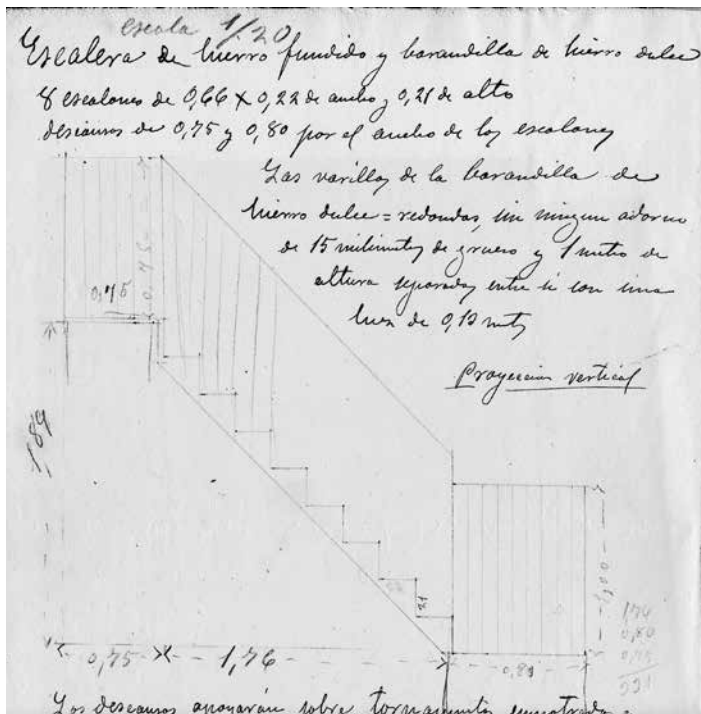 escala 1/20
Escalera de hierro fundido y barandilla de hierro dulce
8 escalones de 0,66 x 0,22 de ancho y 0,21 de alto
descansos de 0,75 y 0,80 por el ancho de los escalones
Las varillas de la barandilla de
hierro dulce = redondas, sin ningun adorno
de 15 milimets de grueso y 1 metro de
altura separadas entre si con una
luz de 0,13 mts
0,75
0,75
Proyeccion vertical
1,89
21
1,00
0,75
1,76
0,80
0,75
1,76
0,80
Los descansos apoyarán sobre